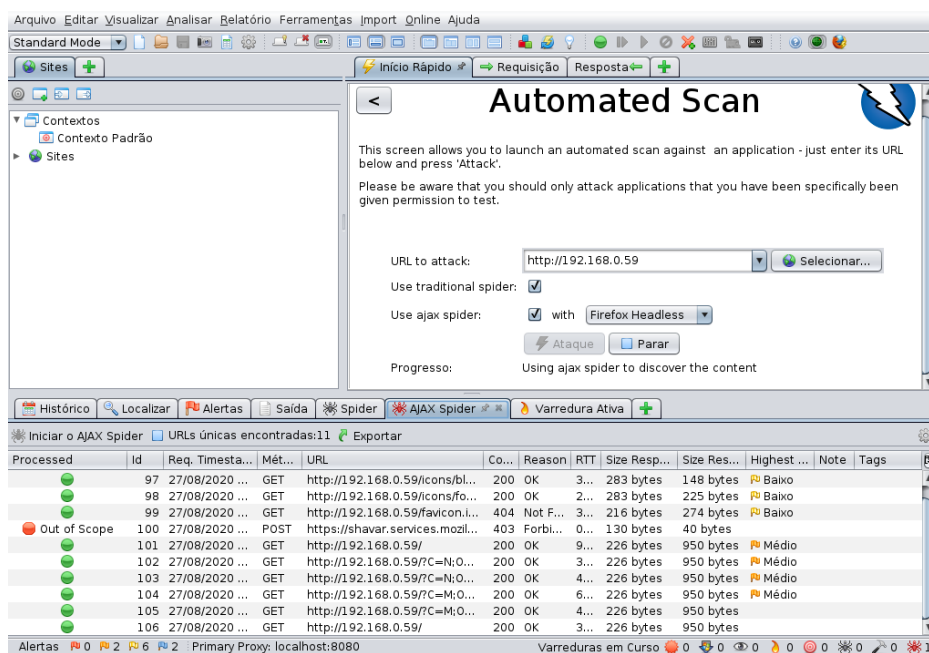 Arquivo Editar Visualizar Analisar Relatório Ferramentas Import Online Ajuda
Standard Mode
Sites
Início Rápido Requisição Resposta
Contextos
Contexto Padrão
Sites
<
Automated Scan
This screen allows you to launch an automated scan against an application - just enter its URL
below and press 'Attack'.
Please be aware that you should only attack applications that you have been specifically been
given permission to test.
URL to attack: http://192.168.0.59 Selecionar...
Use traditional spider:
Use ajax spider: with Firefox Headless
Ataque Parar
Progresso: Using ajax spider to discover the content
Histórico Localizar Alertas Saída Spider AJAX Spider Varredura Ativa
Iniciar o AJAX Spider URLs únicas encontradas:11 Exportar
Processed Id Req. Timesta... Mét... URL Co... Reason RTT Size Resp... Size Res... Highest ... Note Tags
97 27/08/2020 ... GET http://192.168.0.59/icons/bl... 200 OK 3... 283 bytes 148 bytes Baixo
98 27/08/2020 ... GET http://192.168.0.59/icons/fo... 200 OK 2... 283 bytes 225 bytes Baixo
99 27/08/2020 ... GET http://192.168.0.59/favicon.i... 404 Not F... 3... 216 bytes 274 bytes Baixo
Out of Scope 100 27/08/2020 ... POST https://shavar.services.mozil... 403 Forbi... 0... 130 bytes 40 bytes
101 27/08/2020 ... GET http://192.168.0.59/ 200 OK 9... 226 bytes 950 bytes Médio
102 27/08/2020 ... GET http://192.168.0.59/?C=N;O... 200 OK 3... 226 bytes 950 bytes Médio
103 27/08/2020 ... GET http://192.168.0.59/?C=N;O... 200 OK 4... 226 bytes 950 bytes Médio
104 27/08/2020 ... GET http://192.168.0.59/?C=M;O... 200 OK 6... 226 bytes 950 bytes Médio
105 27/08/2020 ... GET http://192.168.0.59/?C=M;O... 200 OK 4... 226 bytes 950 bytes
106 27/08/2020 ... GET http://192.168.0.59/ 200 OK 3... 226 bytes 950 bytes
Alertas 0 2 6 2 Primary Proxy: localhost:8080 Varreduras em Curso 0 0 0 0 0 0 0 1